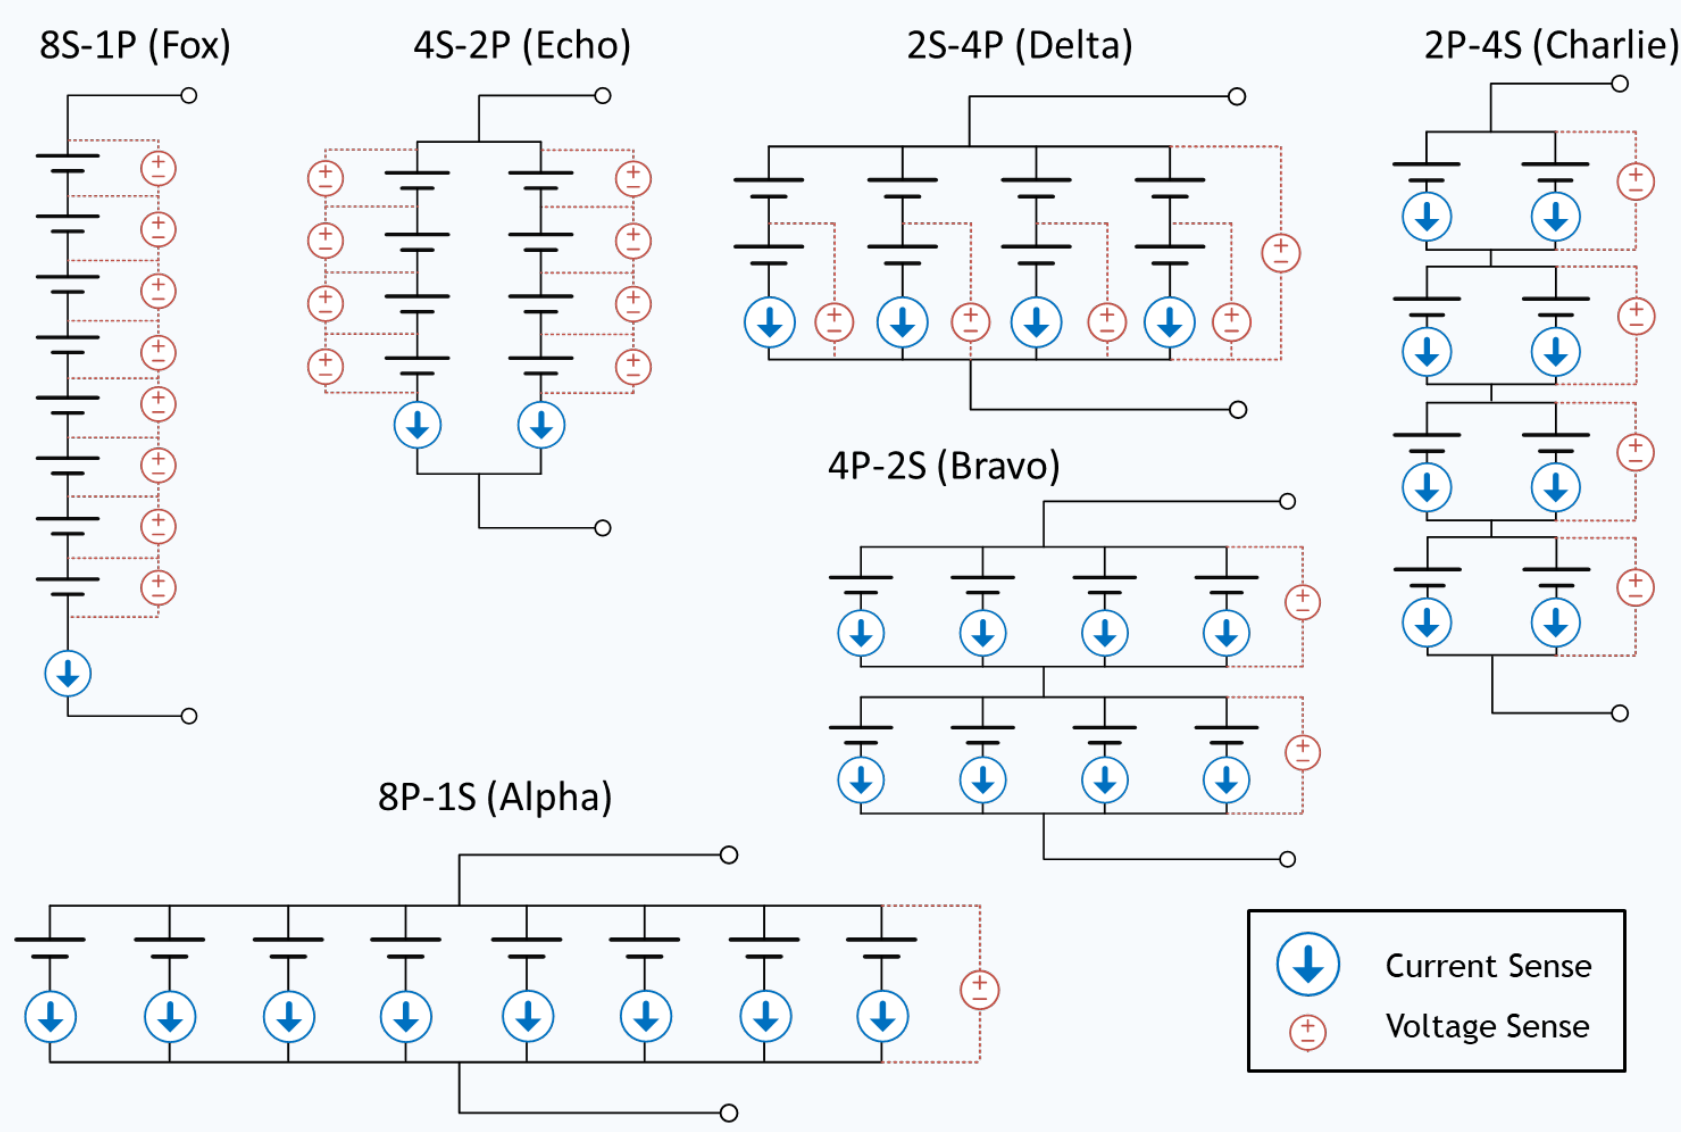 8S-1P (Fox)
4S-2P (Echo)
2S-4P (Delta)
2P-4S (Charlie)
4P-2S (Bravo)
8P-1S (Alpha)
Current Sense
Voltage Sense